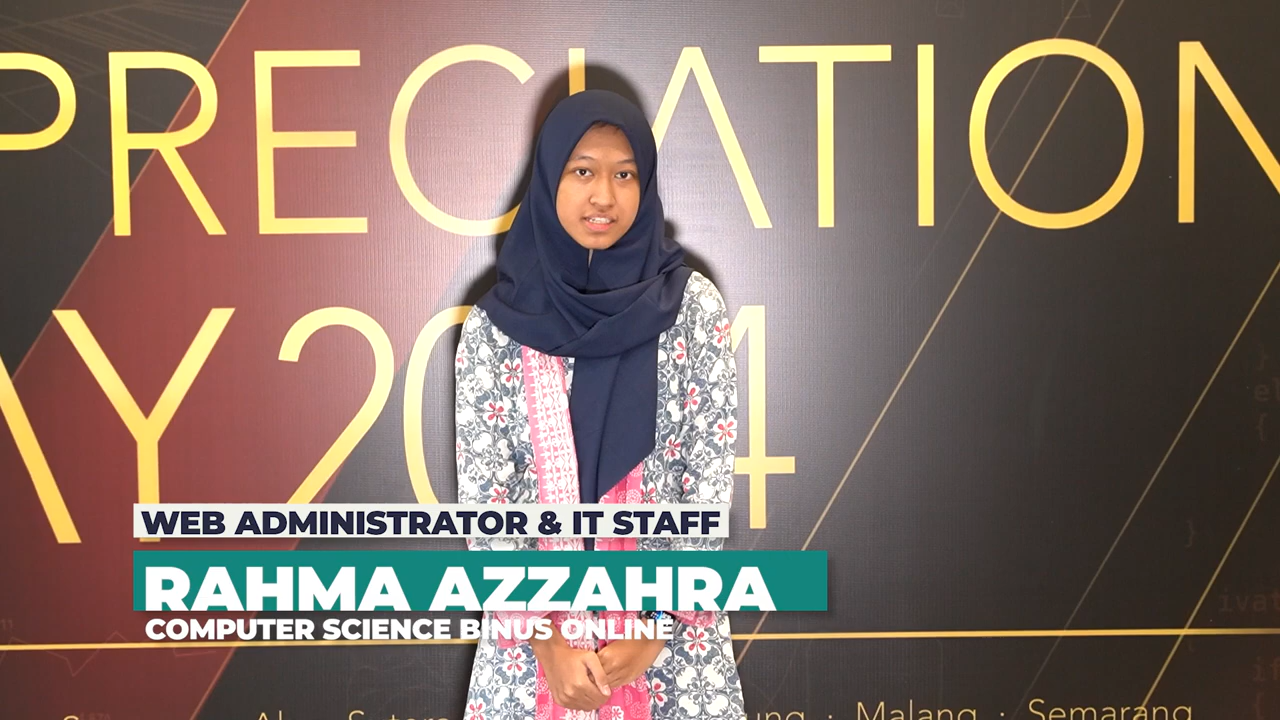 PRECIATION
AY 2024
WEB ADMINISTRATOR & IT STAFF
RAHMA AZZAHRA
COMPUTER SCIENCE BINUS ONLINE
Malang · Semarang